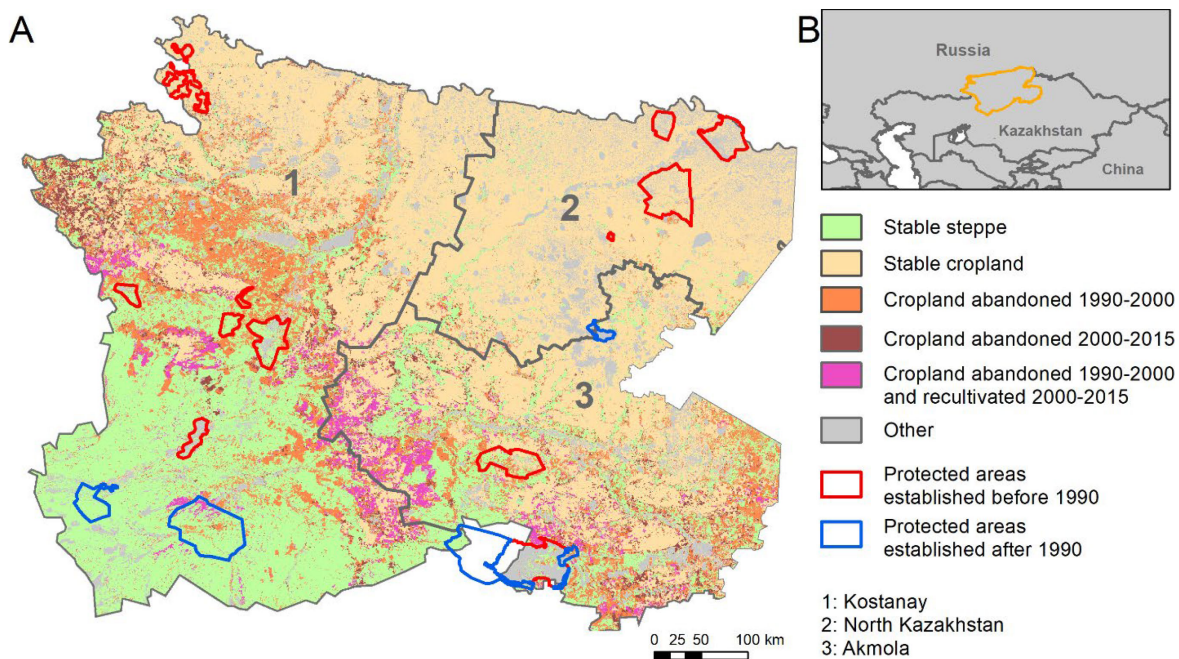 A
1
2
3
0 25 50 100 km
B
Russia
Kazakhstan
China
Stable steppe
Stable cropland
Cropland abandoned 1990-2000
Cropland abandoned 2000-2015
Cropland abandoned 1990-2000
and recultivated 2000-2015
Other
Protected areas
established before 1990
Protected areas
established after 1990
1: Kostanay
2: North Kazakhstan
3: Akmola